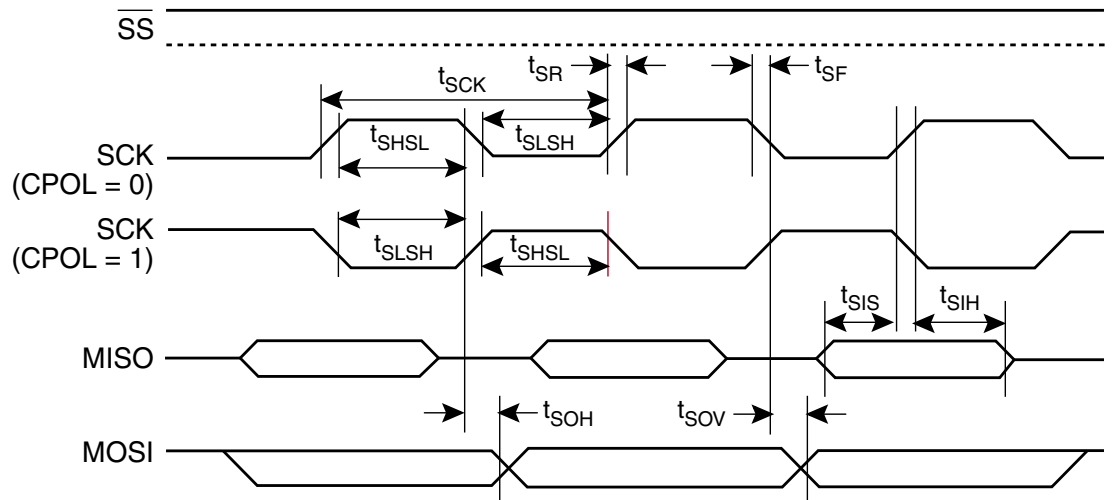 SS
tSR
tSF
tSCK
tSHSL
tSLSH
SCK
(CPOL = 0)
SCK
(CPOL = 1)
tSLSH
tSHSL
tSIS
tSIH
MISO
tSOH
tSOV
MOSI